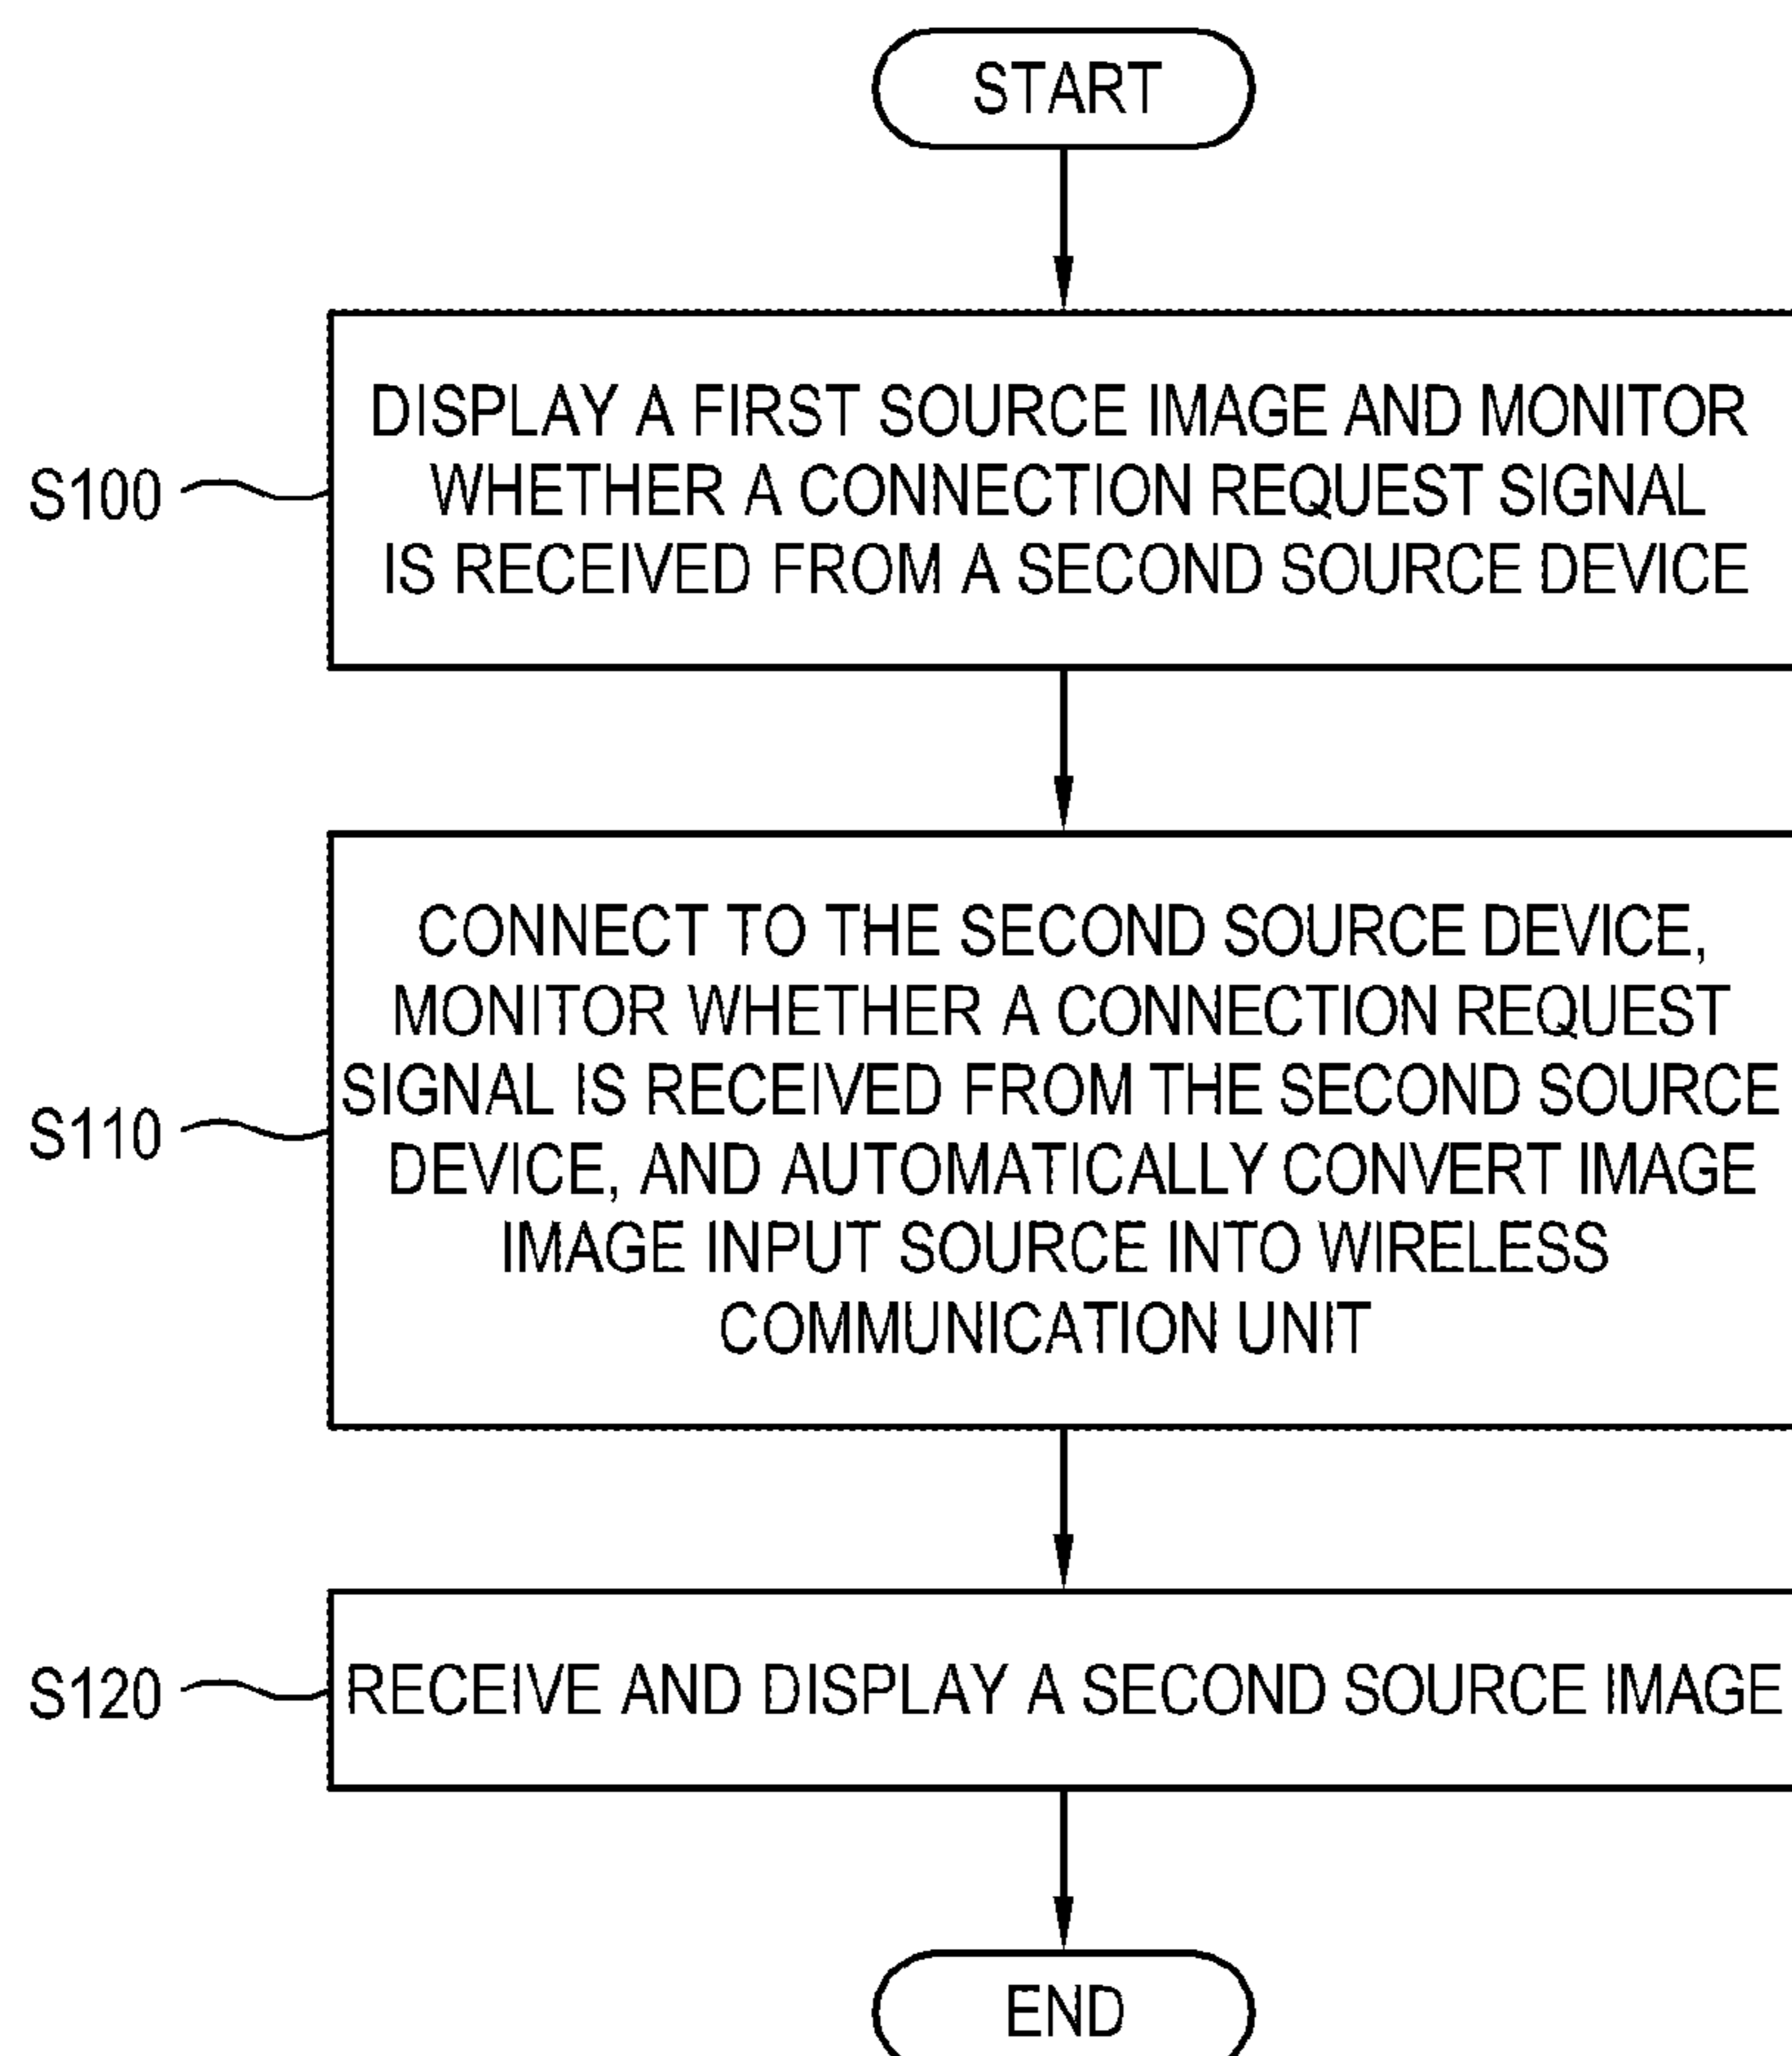 START
DISPLAY A FIRST SOURCE IMAGE AND MONITOR
WHETHER A CONNECTION REQUEST SIGNAL
IS RECEIVED FROM A SECOND SOURCE DEVICE
S100
CONNECT TO THE SECOND SOURCE DEVICE,
MONITOR WHETHER A CONNECTION REQUEST
SIGNAL IS RECEIVED FROM THE SECOND SOURCE
DEVICE, AND AUTOMATICALLY CONVERT IMAGE
IMAGE INPUT SOURCE INTO WIRELESS
COMMUNICATION UNIT
S110
RECEIVE AND DISPLAY A SECOND SOURCE IMAGE
S120
END